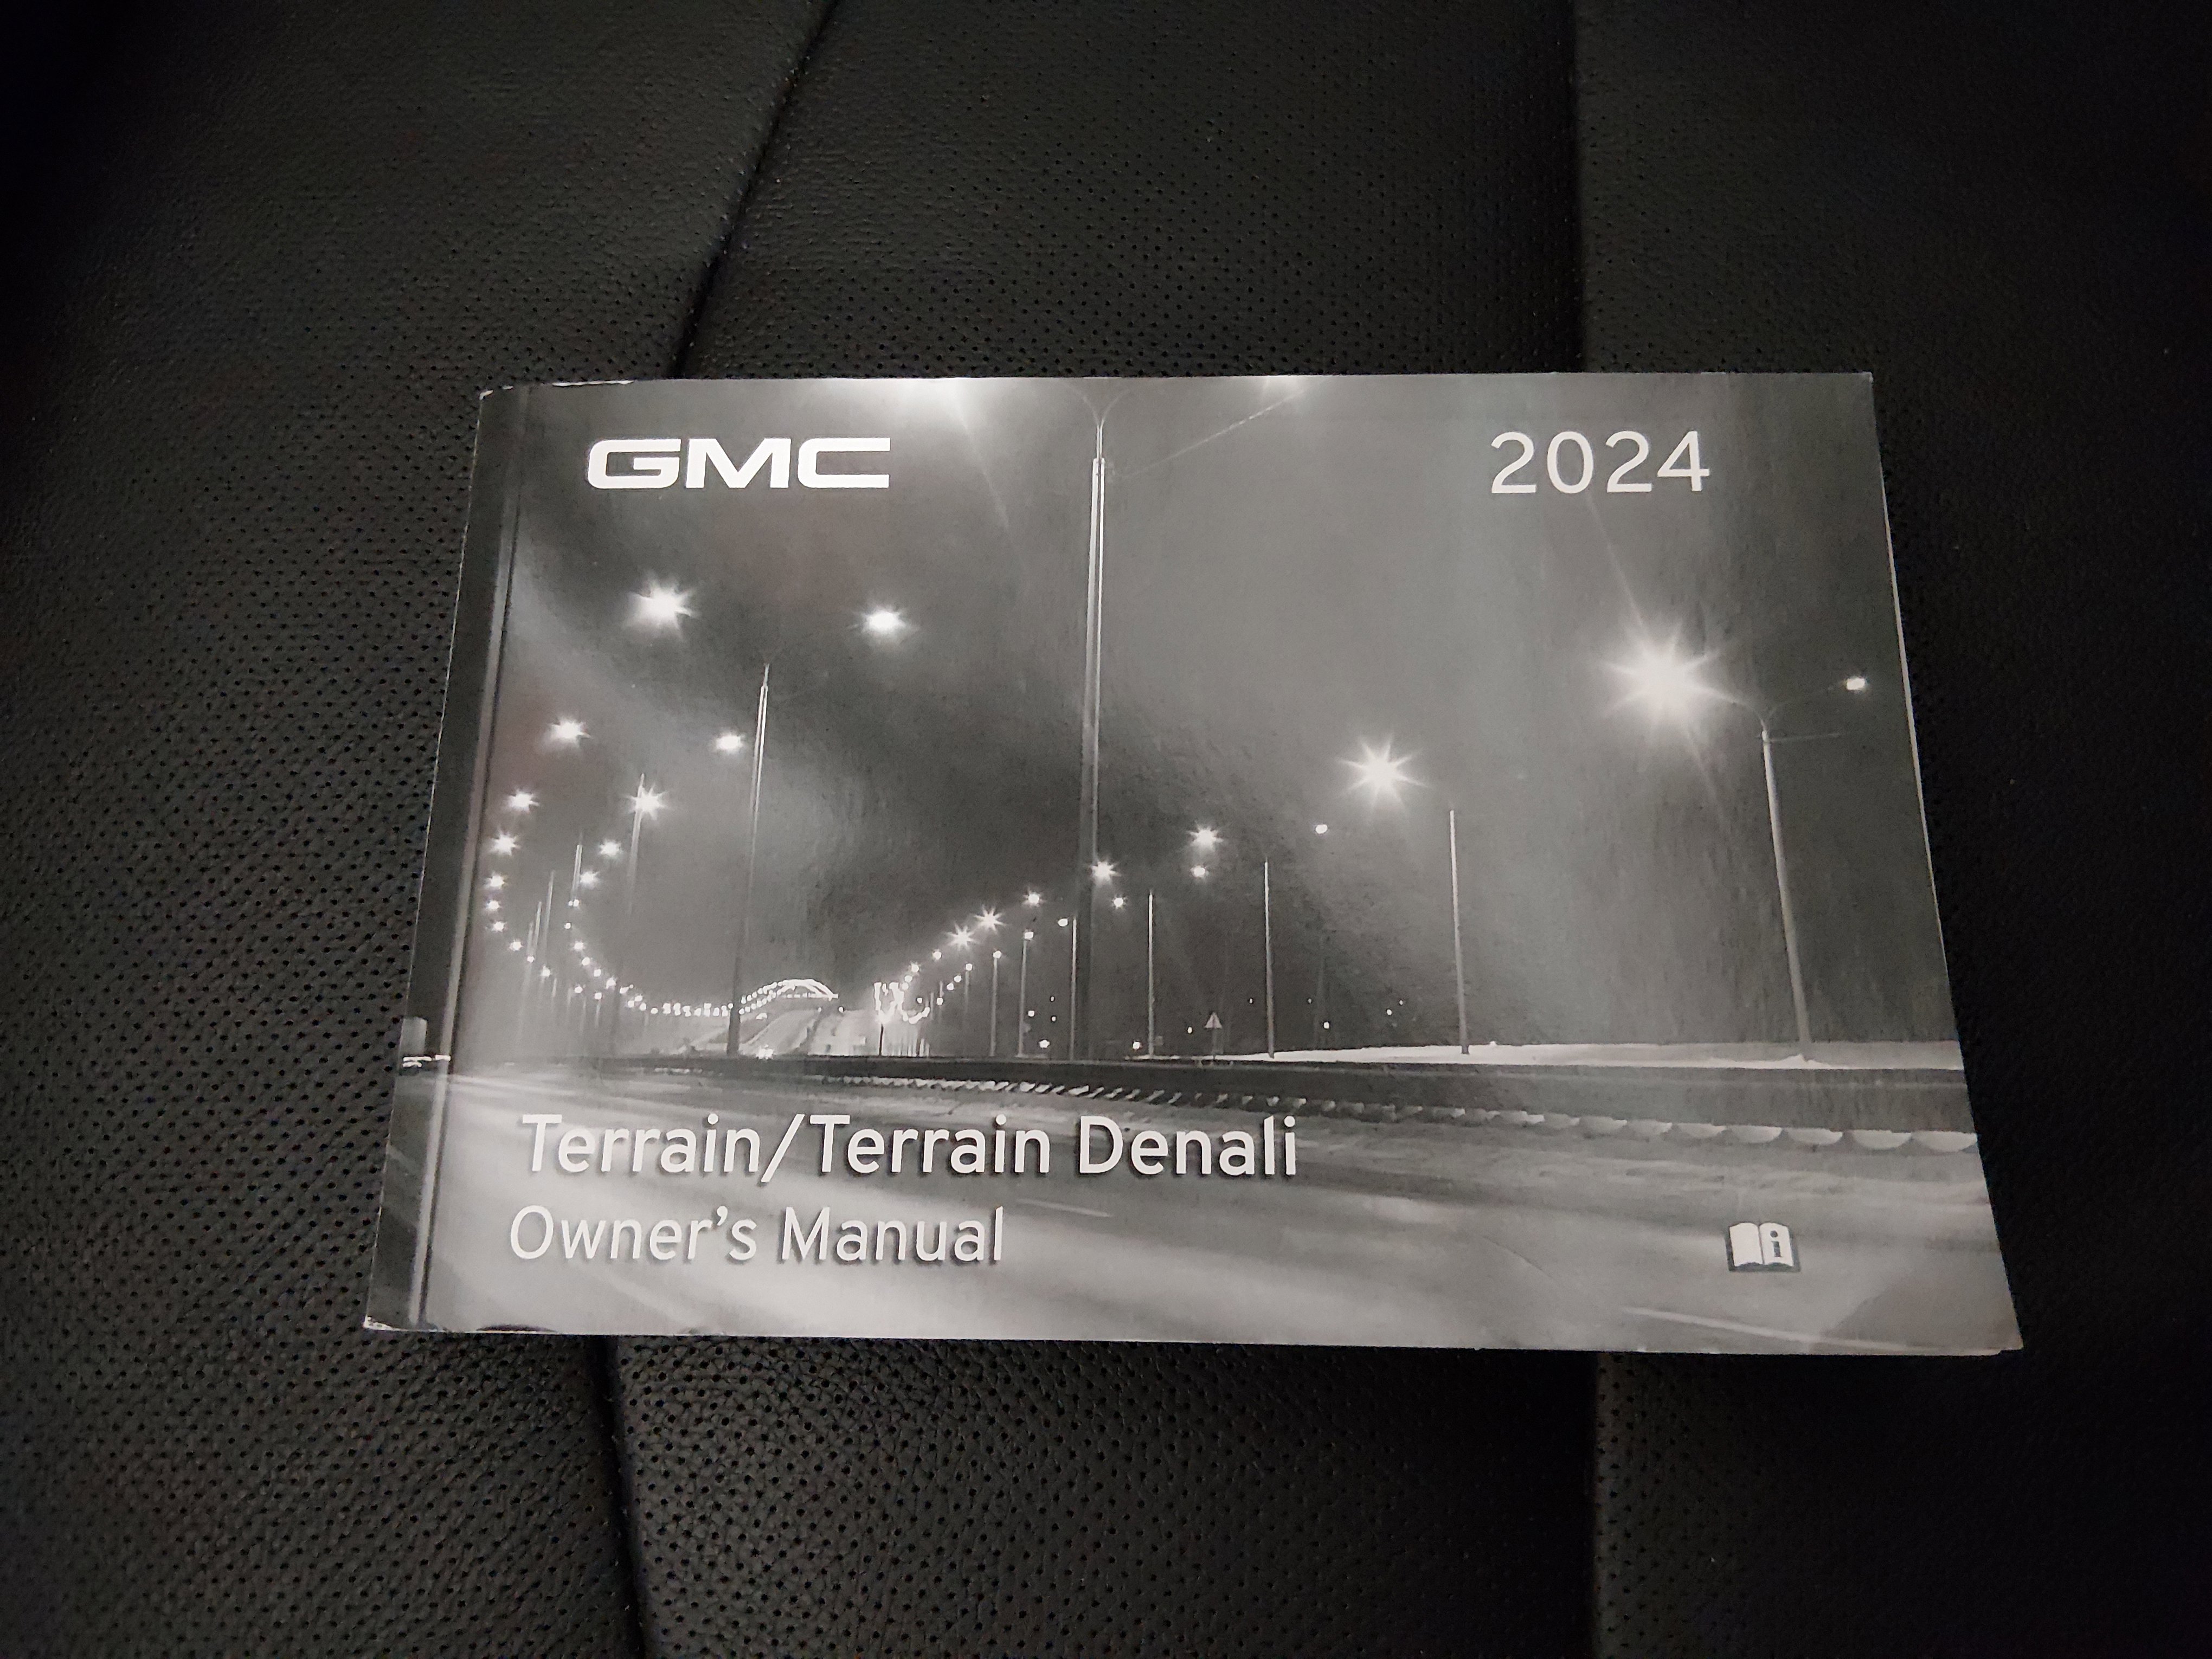 GMC 2024
Terrain/Terrain Denali
Owner's Manual